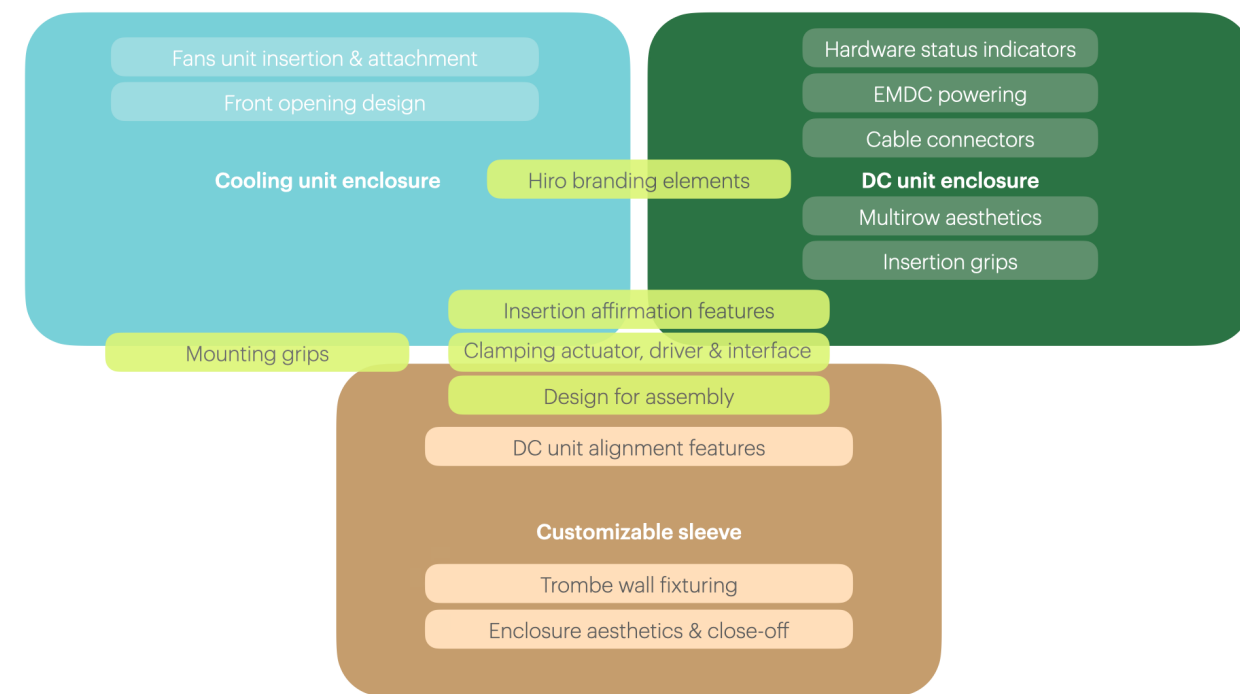 Fans unit insertion & attachment
Front opening design
Cooling unit enclosure
Hiro branding elements
Hardware status indicators
EMDC powering
Cable connectors
DC unit enclosure
Multirow aesthetics
Insertion grips
Insertion affirmation features
Mounting grips
Clamping actuator, driver & interface
Design for assembly
DC unit alignment features
Customizable sleeve
Trombe wall fixturing
Enclosure aesthetics & close-off